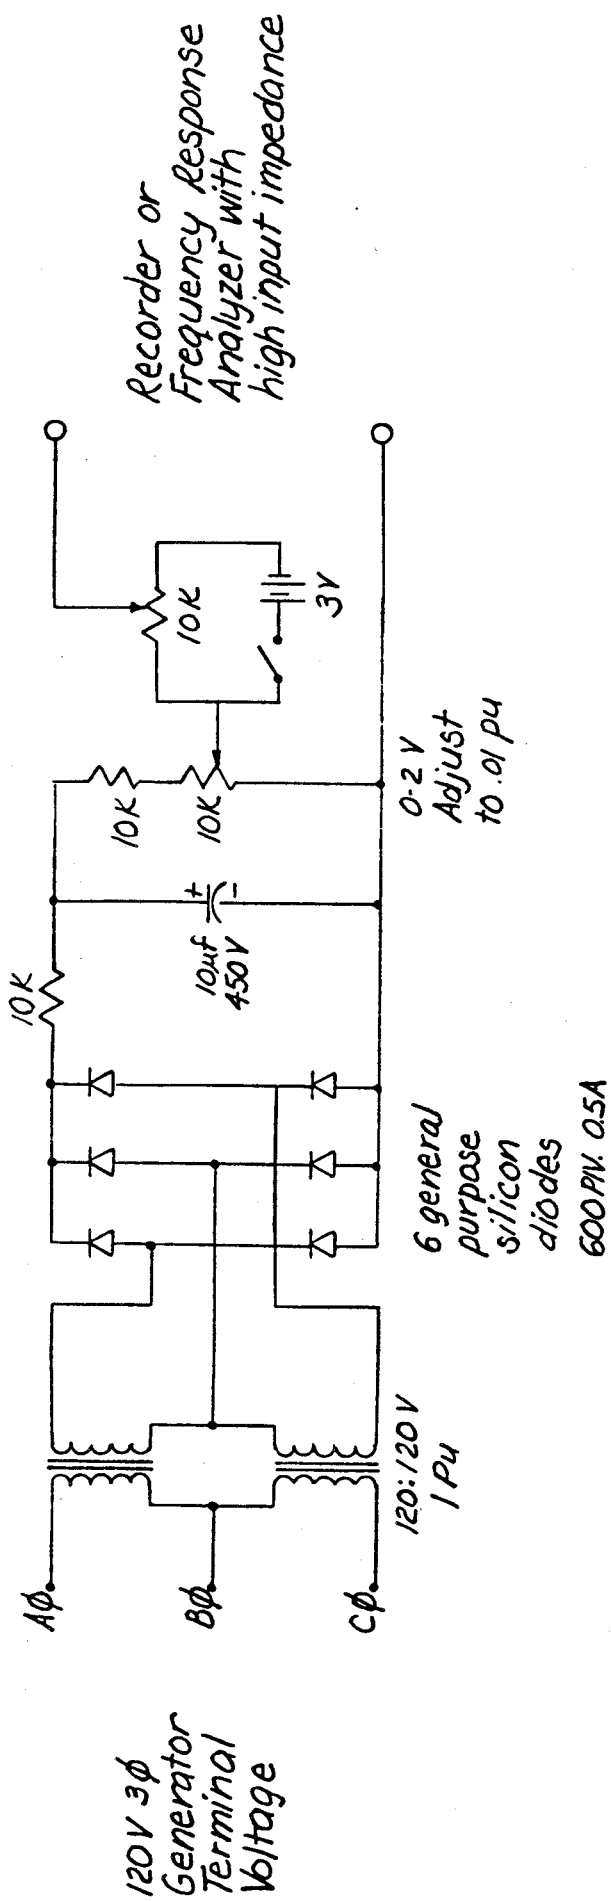 120V 3ϕ
Generator
Terminal
Voltage
Aϕ
Bϕ
Cϕ
120:120V
1 Pu
6 general
purpose
silicon
diodes
600 PIV. 0.5A
10K
+
-
10µf
450V
10K
10K
0-2V
Adjust
to .01 pu
10K
3V
Recorder or
Frequency Response
Analyzer with
high input impedance